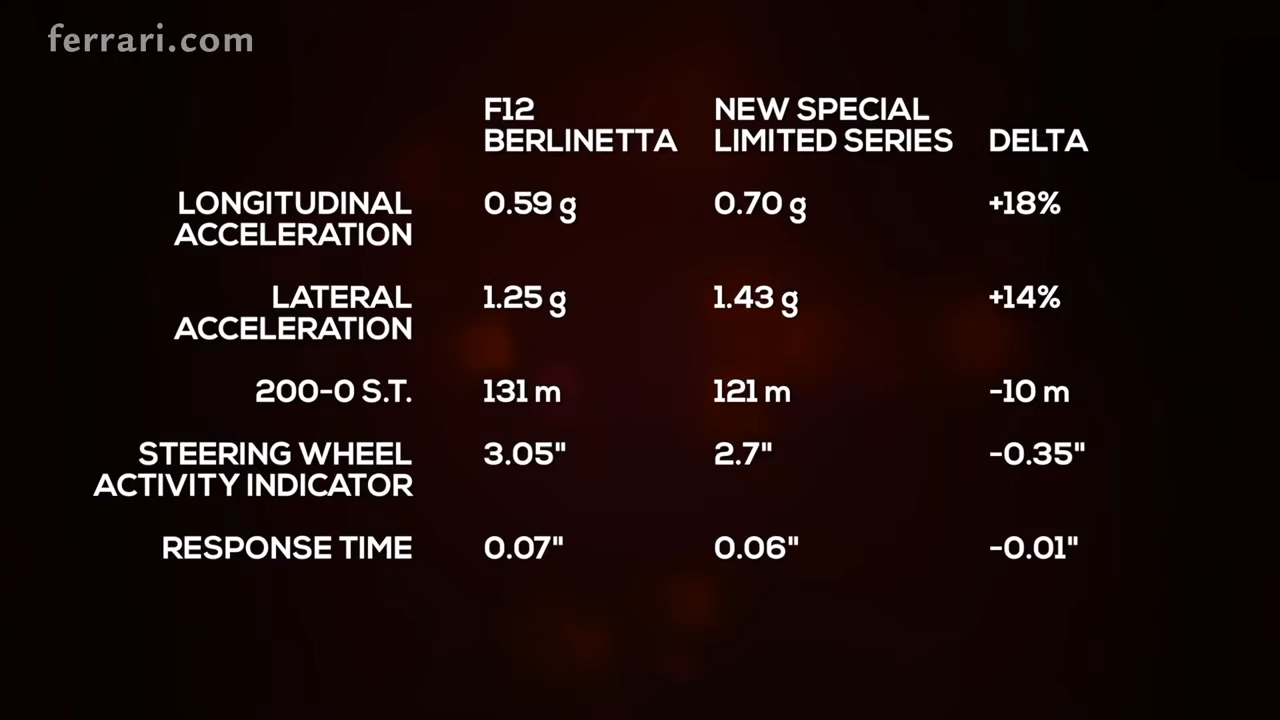 ferrari.com
F12 BERLINETTA NEW SPECIAL LIMITED SERIES DELTA
LONGITUDINAL ACCELERATION 0.59 g 0.70 g +18%
LATERAL ACCELERATION 1.25 g 1.43 g +14%
200-0 S.T. 131 m 121 m -10 m
STEERING WHEEL ACTIVITY INDICATOR 3.05" 2.7" -0.35"
RESPONSE TIME 0.07" 0.06" -0.01"